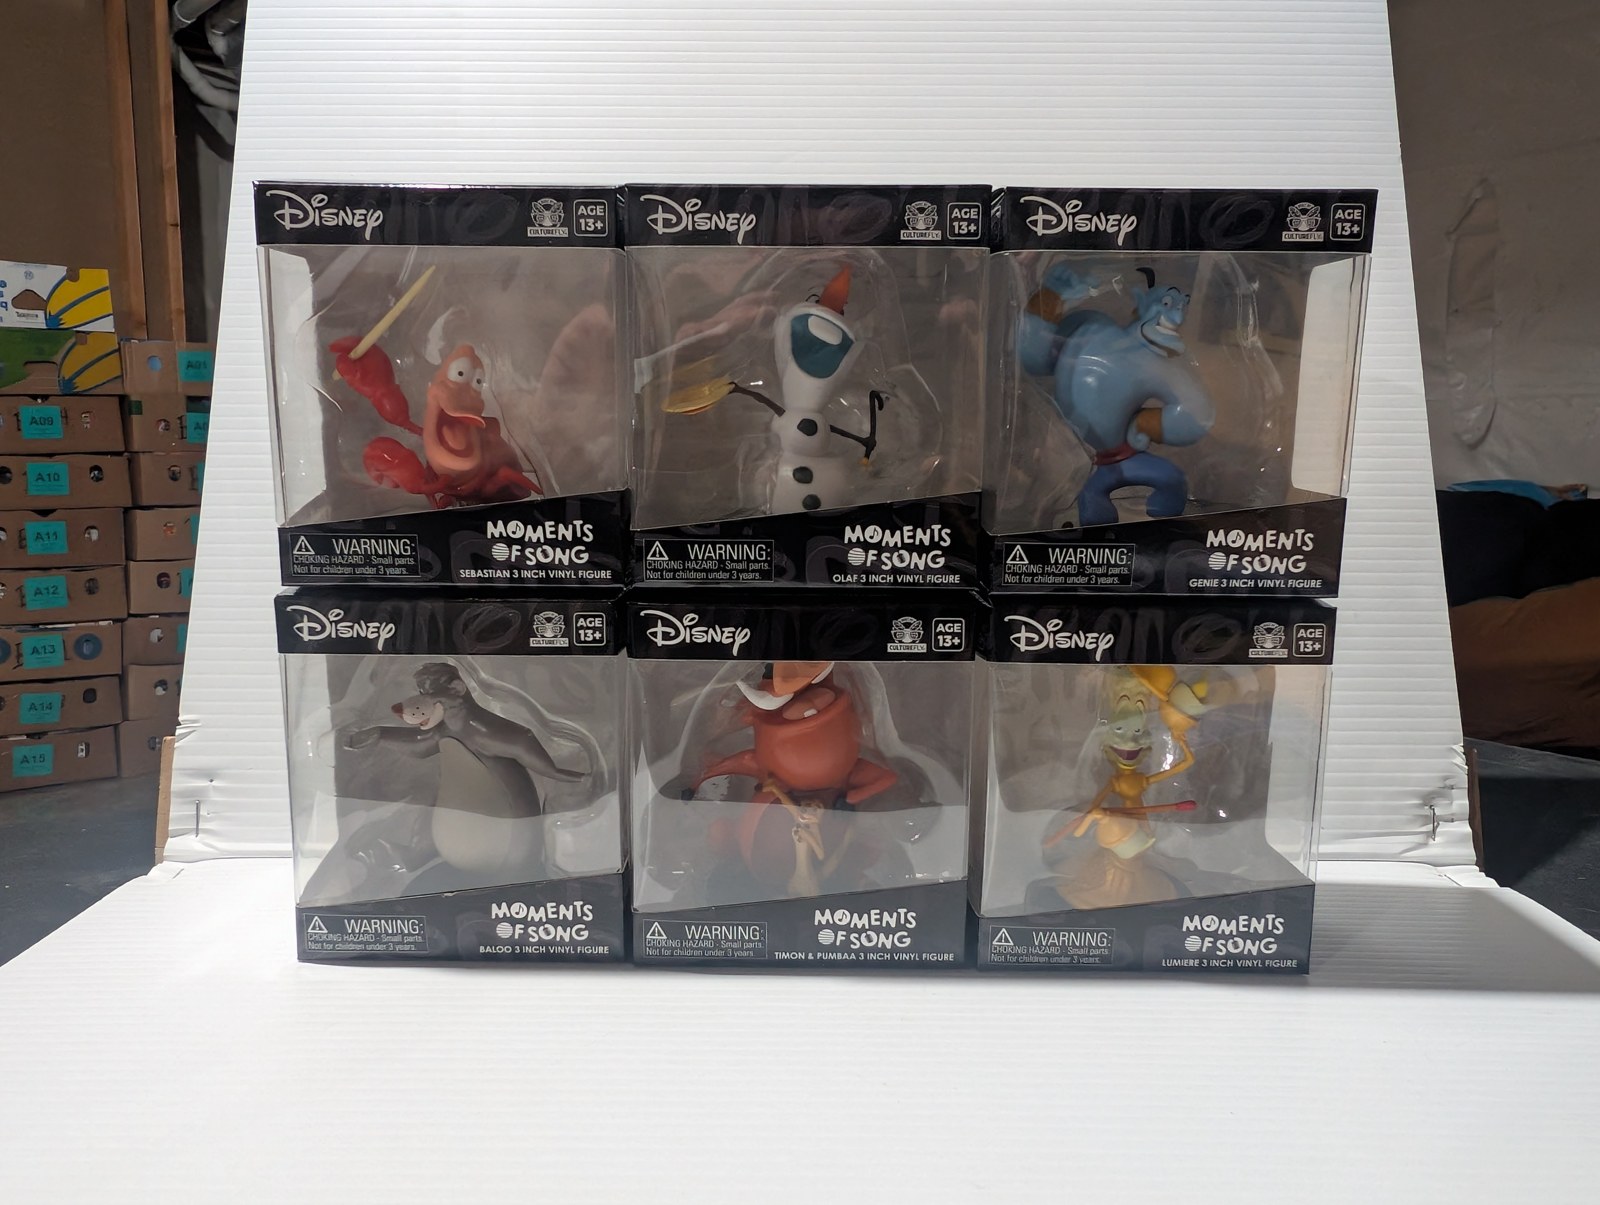 Disney
CULTUREFLY.
AGE
13+
WARNING:
CHOKING HAZARD - Small parts.
Not for children under 3 years.
MOMENTS
OF SONG
SEBASTIAN 3 INCH VINYL FIGURE
Disney
CULTUREFLY.
AGE
13+
WARNING:
CHOKING HAZARD - Small parts.
Not for children under 3 years.
MOMENTS
OF SONG
OLAF 3 INCH VINYL FIGURE
Disney
CULTUREFLY.
AGE
13+
WARNING:
CHOKING HAZARD - Small parts.
Not for children under 3 years.
MOMENTS
OF SONG
GENIE 3 INCH VINYL FIGURE
Disney
CULTUREFLY.
AGE
13+
WARNING:
CHOKING HAZARD - Small parts.
Not for children under 3 years.
MOMENTS
OF SONG
BALOO 3 INCH VINYL FIGURE
Disney
CULTUREFLY.
AGE
13+
WARNING:
CHOKING HAZARD - Small parts.
Not for children under 3 years.
MOMENTS
OF SONG
TIMON & PUMBAA 3 INCH VINYL FIGURE
Disney
CULTUREFLY.
AGE
13+
WARNING:
CHOKING HAZARD - Small parts.
Not for children under 3 years.
MOMENTS
OF SONG
LUMIERE 3 INCH VINYL FIGURE
A09
A10
A11
A12
A13
A14
A15